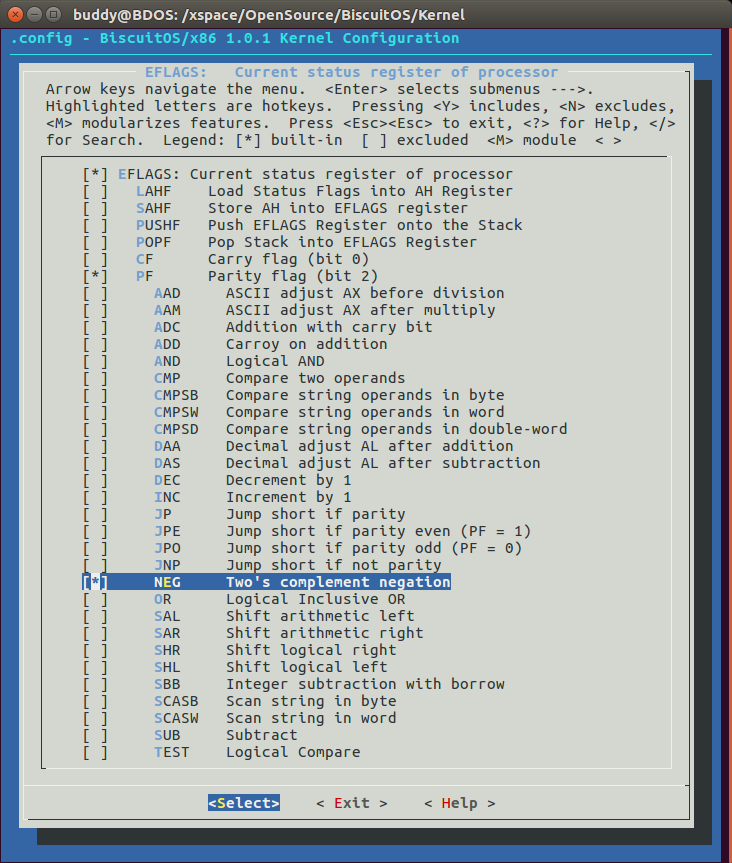 buddy@BDOS: /xspace/OpenSource/BiscuitOS/Kernel
.config - BiscuitOS/x86 1.0.1 Kernel Configuration
EFLAGS:   Current status register of processor
Arrow keys navigate the menu.  <Enter> selects submenus --->.
Highlighted letters are hotkeys.  Pressing <Y> includes, <N> excludes,
<M> modularizes features.  Press <Esc><Esc> to exit, <?> for Help, </>
for Search.  Legend: [*] built-in  [ ] excluded  <M> module  < >
[*] EFLAGS: Current status register of processor
[ ]   LAHF    Load Status Flags into AH Register
[ ]   SAHF    Store AH into EFLAGS register
[ ]   PUSHF   Push EFLAGS Register onto the Stack
[ ]   POPF    Pop Stack into EFLAGS Register
[ ]   CF      Carry flag (bit 0)
[*]   PF      Parity flag (bit 2)
[ ]     AAD     ASCII adjust AX before division
[ ]     AAM     ASCII adjust AX after multiply
[ ]     ADC     Addition with carry bit
[ ]     ADD     Carroy on addition
[ ]     AND     Logical AND
[ ]     CMP     Compare two operands
[ ]     CMPSB   Compare string operands in byte
[ ]     CMPSW   Compare string operands in word
[ ]     CMPSD   Compare string operands in double-word
[ ]     DAA     Decimal adjust AL after addition
[ ]     DAS     Decimal adjust AL after subtraction
[ ]     DEC     Decrement by 1
[ ]     INC     Increment by 1
[ ]     JP      Jump short if parity
[ ]     JPE     Jump short if parity even (PF = 1)
[ ]     JPO     Jump short if parity odd (PF = 0)
[ ]     JNP     Jump short if not parity
[*]     NEG     Two's complement negation
[ ]     OR      Logical Inclusive OR
[ ]     SAL     Shift arithmetic left
[ ]     SAR     Shift arithmetic right
[ ]     SHR     Shift logical right
[ ]     SHL     Shift logical left
[ ]     SBB     Integer subtraction with borrow
[ ]     SCASB   Scan string in byte
[ ]     SCASW   Scan string in word
[ ]     SUB     Subtract
[ ]     TEST    Logical Compare
<Select>    < Exit >    < Help >